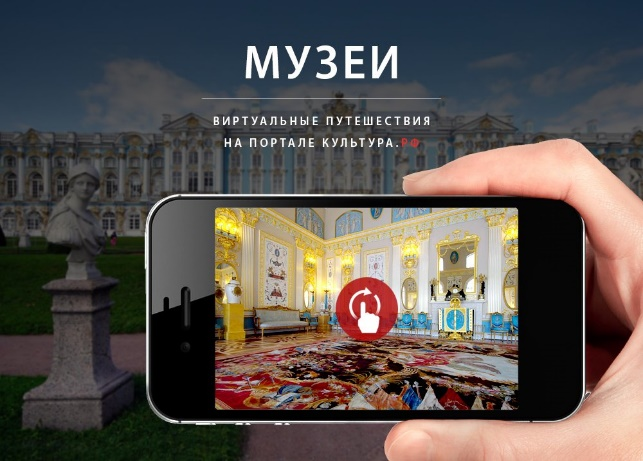 МУЗЕИ
ВИРТУАЛЬНЫЕ ПУТЕШЕСТВИЯ
НА ПОРТАЛЕ КУЛЬТУРА.РФ